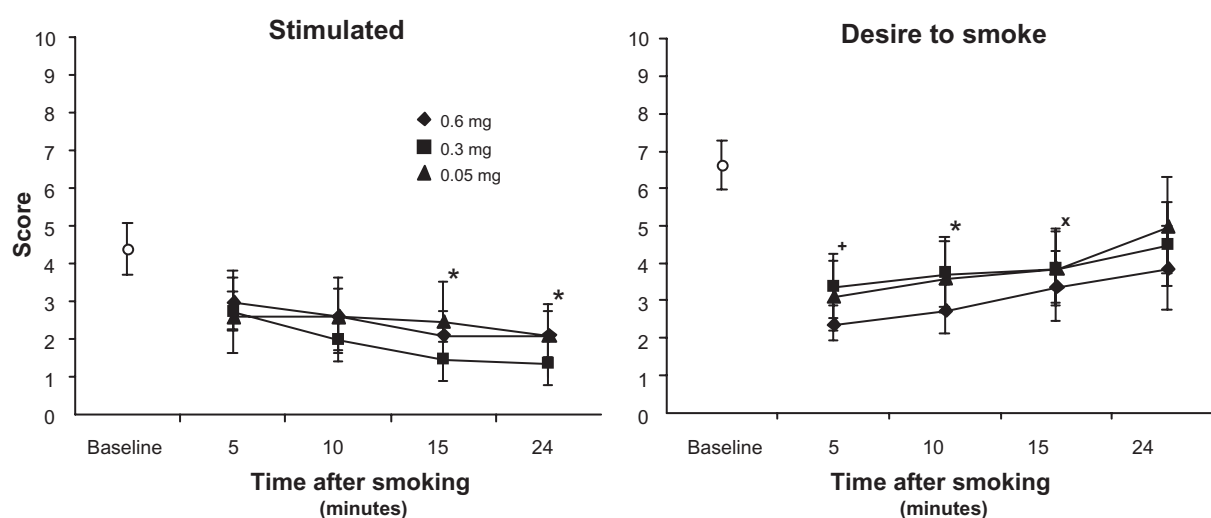 Stimulated
10
9
8
7
6
5
4
3
2
1
0
Score
0.6 mg
0.3 mg
0.05 mg
*
*
Baseline 5 10 15 24
Time after smoking
(minutes)
Desire to smoke
10
9
8
7
6
5
4
3
2
1
0
+
*
x
Baseline 5 10 15 24
Time after smoking
(minutes)